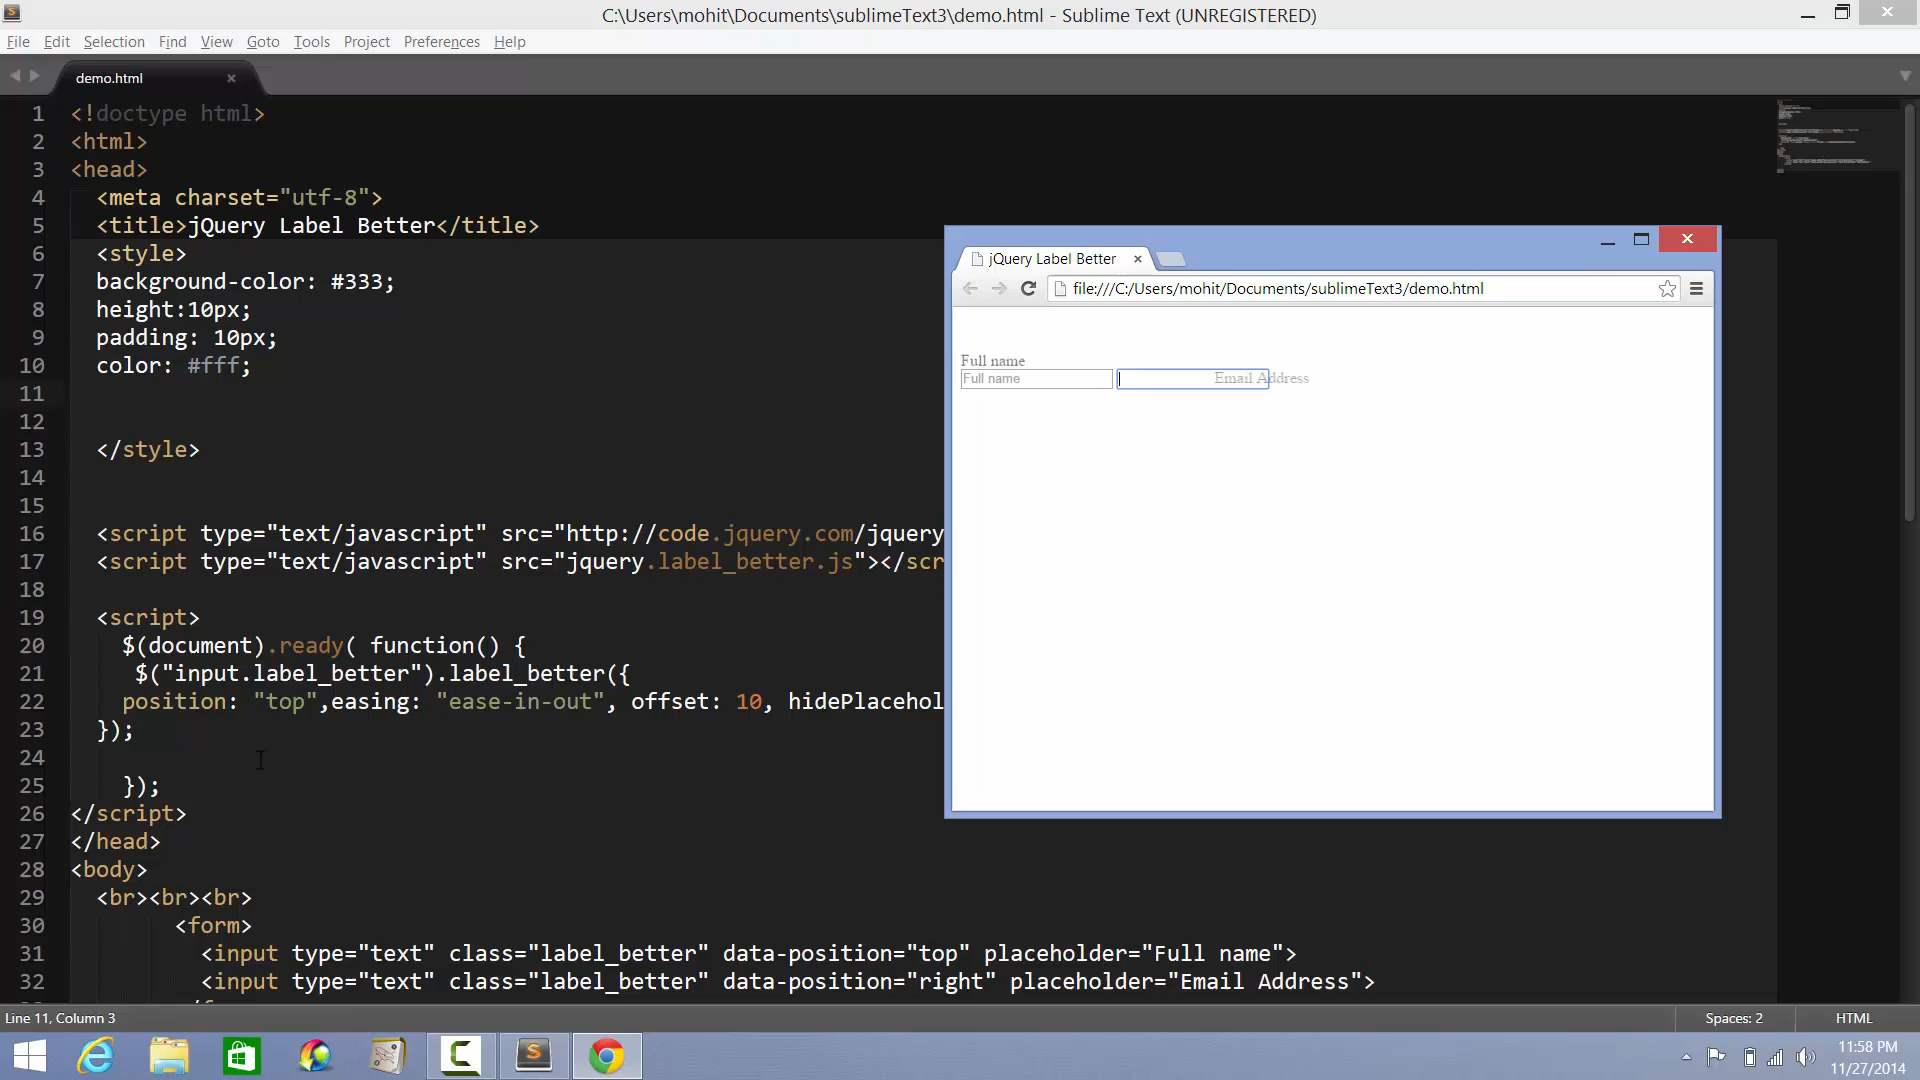 C:\Users\mohit\Documents\sublimeText3\demo.html - Sublime Text (UNREGISTERED)
File Edit Selection Find View Goto Tools Project Preferences Help
demo.html
1 <!doctype html>
2 <html>
3 <head>
4 <meta charset="utf-8">
5 <title>jQuery Label Better</title>
6 <style>
7 background-color: #333;
8 height:10px;
9 padding: 10px;
10 color: #fff;
11
12
13 </style>
14
15
16 <script type="text/javascript" src="http://code.jquery.com/jquery
17 <script type="text/javascript" src="jquery.label_better.js"></scr
18
19 <script>
20 $(document).ready( function() {
21 $("input.label_better").label_better({
22 position: "top",easing: "ease-in-out", offset: 10, hidePlacehol
23 });
24
25 });
26 </script>
27 </head>
28 <body>
29 <br><br><br>
30 <form>
31 <input type="text" class="label_better" data-position="top" placeholder="Full name">
32 <input type="text" class="label_better" data-position="right" placeholder="Email Address">
jQuery Label Better
file:///C:/Users/mohit/Documents/sublimeText3/demo.html
Full name
Full name Email Address
Line 11, Column 3 Spaces: 2 HTML
11:58 PM
11/27/2014